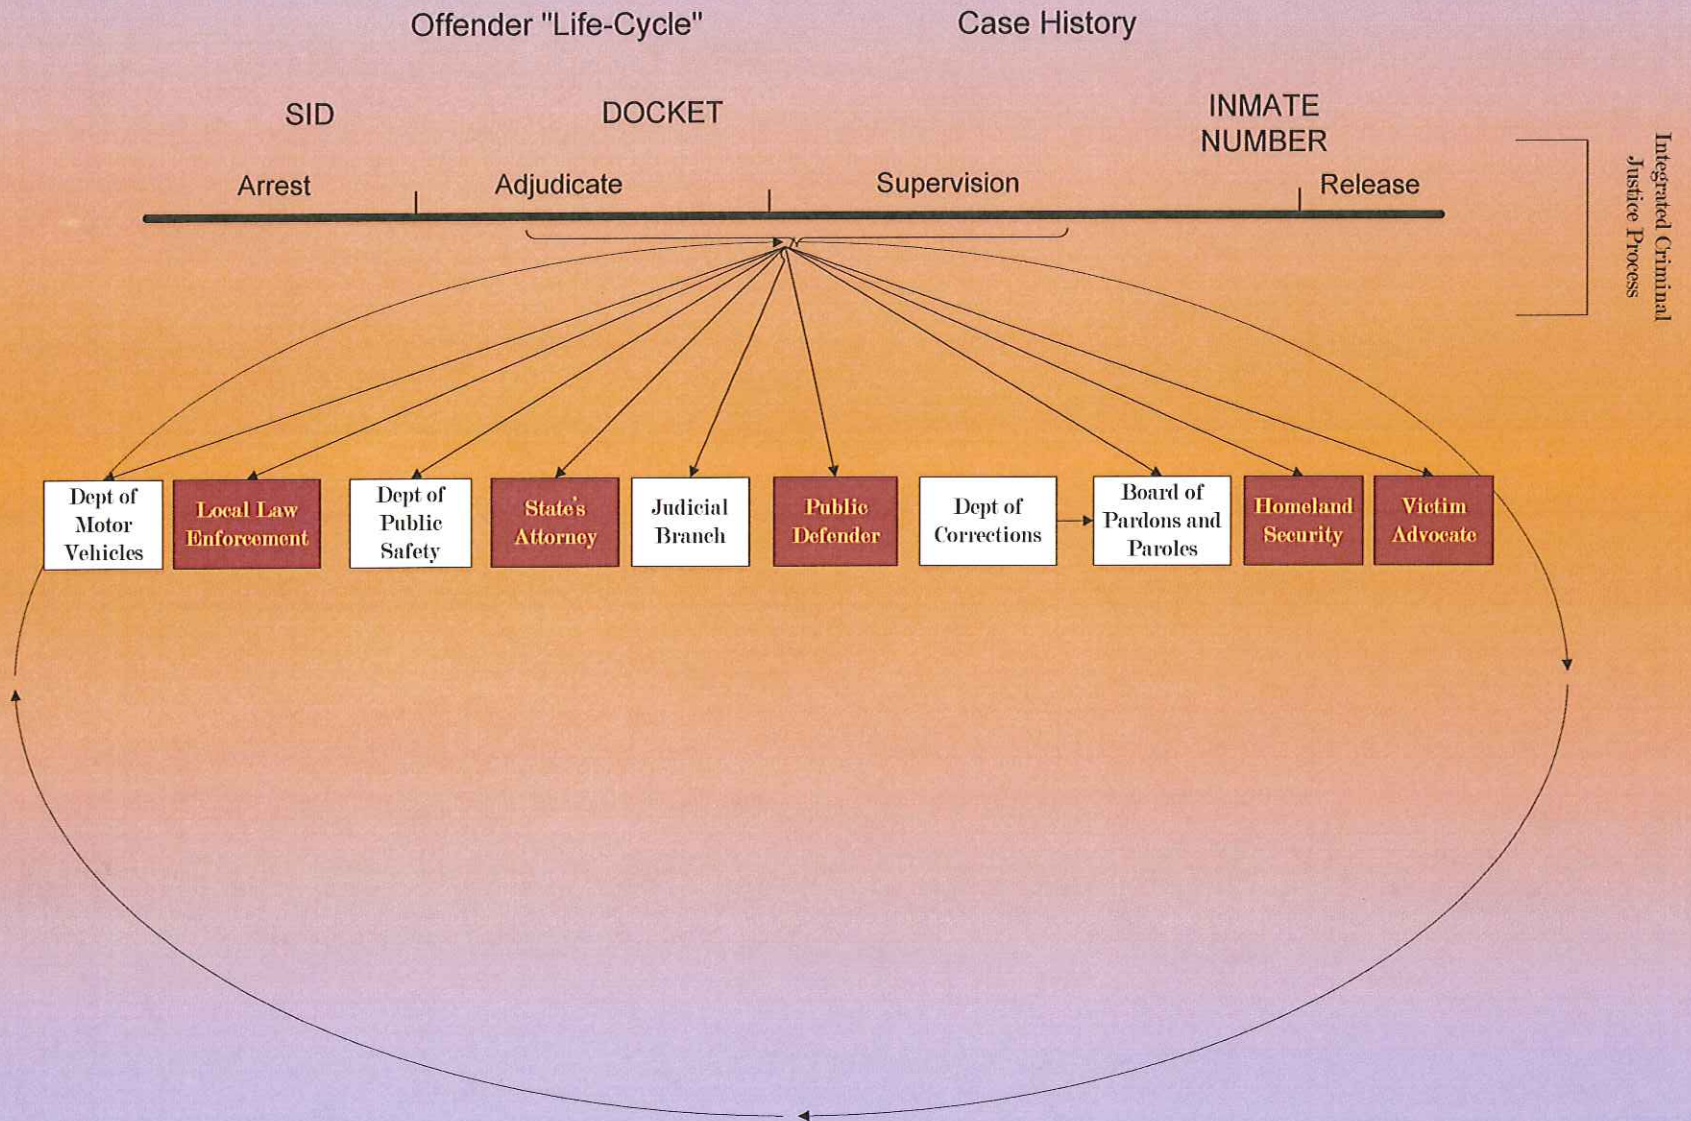 Offender "Life-Cycle"
Case History
SID
DOCKET
INMATE
NUMBER
Arrest
Adjudicate
Supervision
Release
Integrated Criminal
Justice Process
Dept of
Motor
Vehicles
Local Law
Enforcement
Dept of
Public
Safety
State's
Attorney
Judicial
Branch
Public
Defender
Dept of
Corrections
Board of
Pardons and
Paroles
Homeland
Security
Victim
Advocate